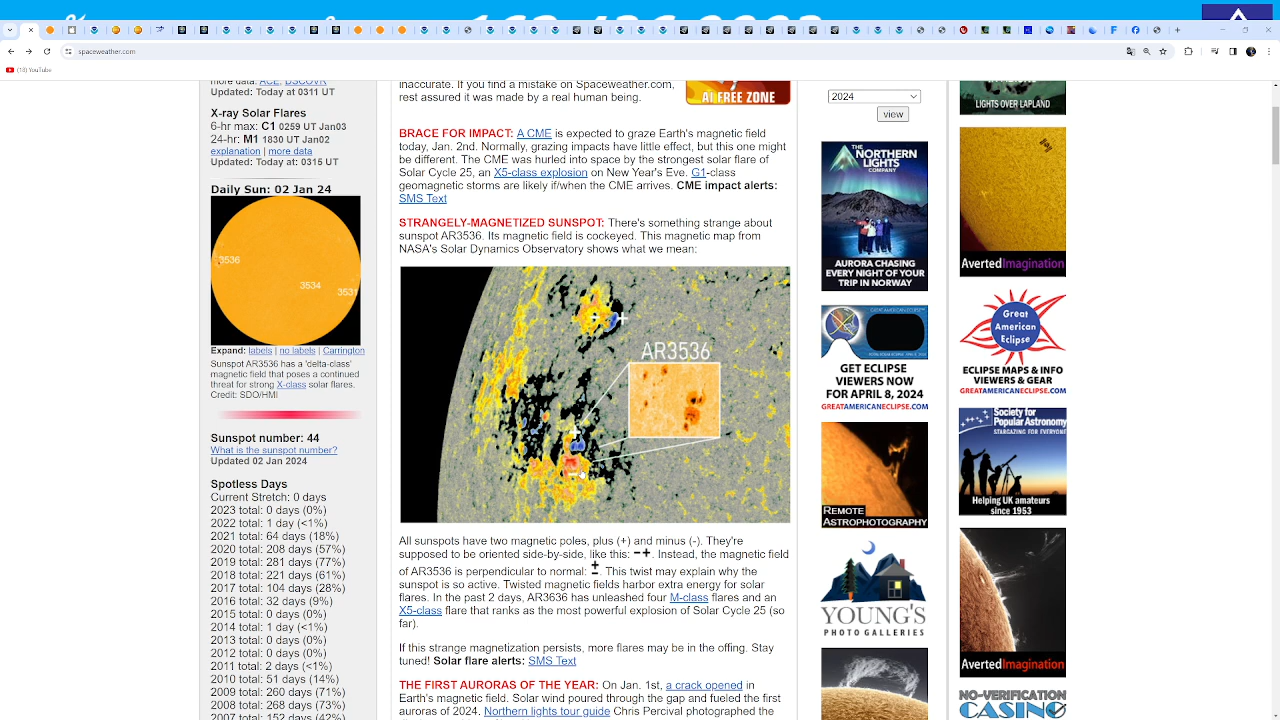 spaceweather.com
(18) YouTube
more data: ACE, DSCOVR
Updated: Today at 0311 UT
X-ray Solar Flares
6-hr max: C1 0259 UT Jan03
24-hr: M1 1830 UT Jan02
explanation | more data
Updated: Today at: 0315 UT
Daily Sun: 02 Jan 24
3536
3534
3531
Expand: labels | no labels | Carrington
Sunspot AR3536 has a 'delta-class'
magnetic field that poses a continued
threat for strong X-class solar flares.
Credit: SDO/HMI
Sunspot number: 44
What is the sunspot number?
Updated 02 Jan 2024
Spotless Days
Current Stretch: 0 days
2023 total: 0 days
2022 total: 1 day (<1%)
2021 total: 64 days (18%)
2020 total: 208 days (57%)
2019 total: 281 days (77%)
2018 total: 221 days (61%)
2017 total: 104 days (28%)
2016 total: 32 days (9%)
2015 total: 0 days (0%)
2014 total: 1 day (<1%)
2013 total: 0 days (0%)
2012 total: 0 days (0%)
2011 total: 2 days (<1%)
2010 total: 51 days (14%)
2009 total: 260 days (71%)
2008 total: 268 days (73%)
2007 total: 152 days (42%)
inaccurate. If you find a mistake on Spaceweather.com,
rest assured it was made by a real human being.
AI FREE ZONE
BRACE FOR IMPACT: A CME is expected to graze Earth's magnetic field
today, Jan. 2nd. Normally, grazing impacts have little effect, but this one might
be different. The CME was hurled into space by the strongest solar flare of
Solar Cycle 25, an X5-class explosion on New Year's Eve. G1-class
geomagnetic storms are likely if/when the CME arrives. CME impact alerts:
SMS Text
STRANGELY-MAGNETIZED SUNSPOT: There's something strange about
sunspot AR3536. Its magnetic field is cockeyed. This magnetic map from
NASA's Solar Dynamics Observatory shows what we mean:
- +
AR3536
+
-
All sunspots have two magnetic poles, plus (+) and minus (-). They're
supposed to be oriented side-by-side, like this: -+. Instead, the magnetic field
of AR3536 is perpendicular to normal: ±. This twist may explain why the
sunspot is so active. Twisted magnetic fields harbor extra energy for solar
flares. In the past 2 days, AR3636 has unleashed four M-class flares and an
X5-class flare that ranks as the most powerful explosion of Solar Cycle 25 (so
far).
If this strange magnetization persists, more flares may be in the offing. Stay
tuned! Solar flare alerts: SMS Text
THE FIRST AURORAS OF THE YEAR: On Jan. 1st, a crack opened in
Earth's magnetic field. Solar wind poured through the gap and fueled the first
auroras of 2024. Northern lights tour guide Chris Percival photographed the
2024
view
THE
NORTHERN
LIGHTS
COMPANY
AURORA CHASING
EVERY NIGHT OF YOUR
TRIP IN NORWAY
GET ECLIPSE
VIEWERS NOW
FOR APRIL 8, 2024
GREATAMERICANECLIPSE.COM
REMOTE
ASTROPHOTOGRAPHY
YOUNG'S
PHOTO GALLERIES
LIGHTS OVER LAPLAND
AvertedImagination
Great
American
Eclipse
ECLIPSE MAPS & INFO
VIEWERS & GEAR
GREATAMERICANECLIPSE.COM
Society for
Popular Astronomy
STARGAZING FOR EVERYONE
Helping UK amateurs
since 1953
AvertedImagination
NO-VERIFICATION
CASINO